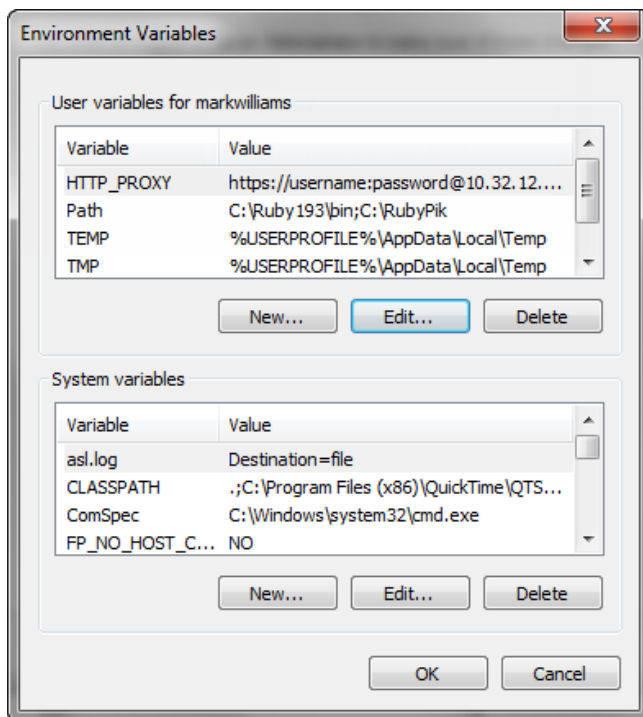 Environment Variables
User variables for markwilliams
Variable Value
HTTP_PROXY https://username:password@10.32.12....
Path C:\Ruby193\bin;C:\RubyPik
TEMP %USERPROFILE%\AppData\Local\Temp
TMP %USERPROFILE%\AppData\Local\Temp
New... Edit... Delete
System variables
Variable Value
asl.log Destination=file
CLASSPATH .;C:\Program Files (x86)\QuickTime\QTS...
ComSpec C:\Windows\system32\cmd.exe
FP_NO_HOST_C... NO
New... Edit... Delete
OK Cancel